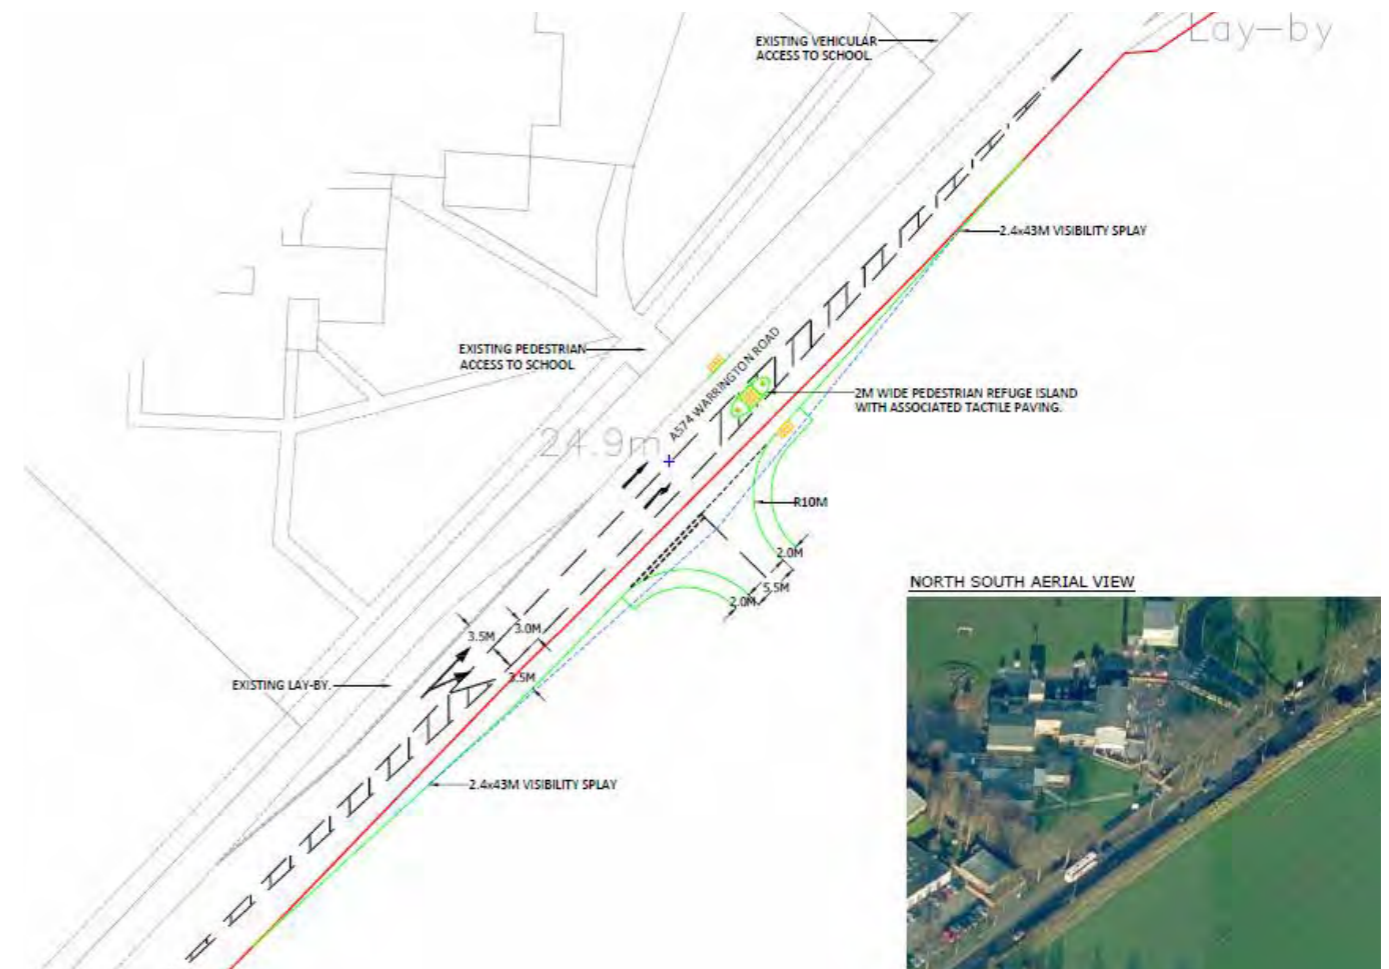 Lay-by
EXISTING VEHICULAR
ACCESS TO SCHOOL.
2.4x43M VISIBILITY SPLAY
A574 WARRINGTON ROAD
EXISTING PEDESTRIAN
ACCESS TO SCHOOL
2M WIDE PEDESTRIAN REFUGE ISLAND
WITH ASSOCIATED TACTILE PAVING.
24.9m
R10M
2.0M
5.5M
2.0M
NORTH SOUTH AERIAL VIEW
3.5M
3.0M
3.5M
EXISTING LAY-BY.
2.4x43M VISIBILITY SPLAY